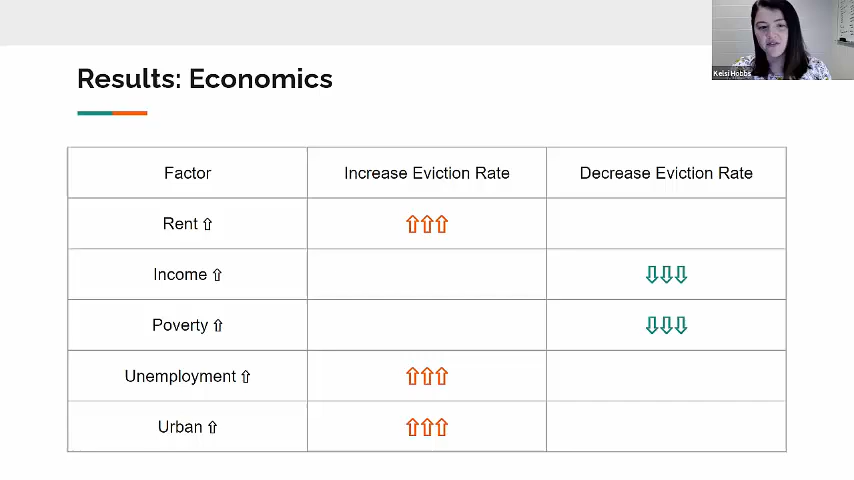 Kelsi Hobbs
Results: Economics
Factor Increase Eviction Rate Decrease Eviction Rate
Rent ⇧ ⇧⇧⇧
Income ⇧ ⇩⇩⇩
Poverty ⇧ ⇩⇩⇩
Unemployment ⇧ ⇧⇧⇧
Urban ⇧ ⇧⇧⇧